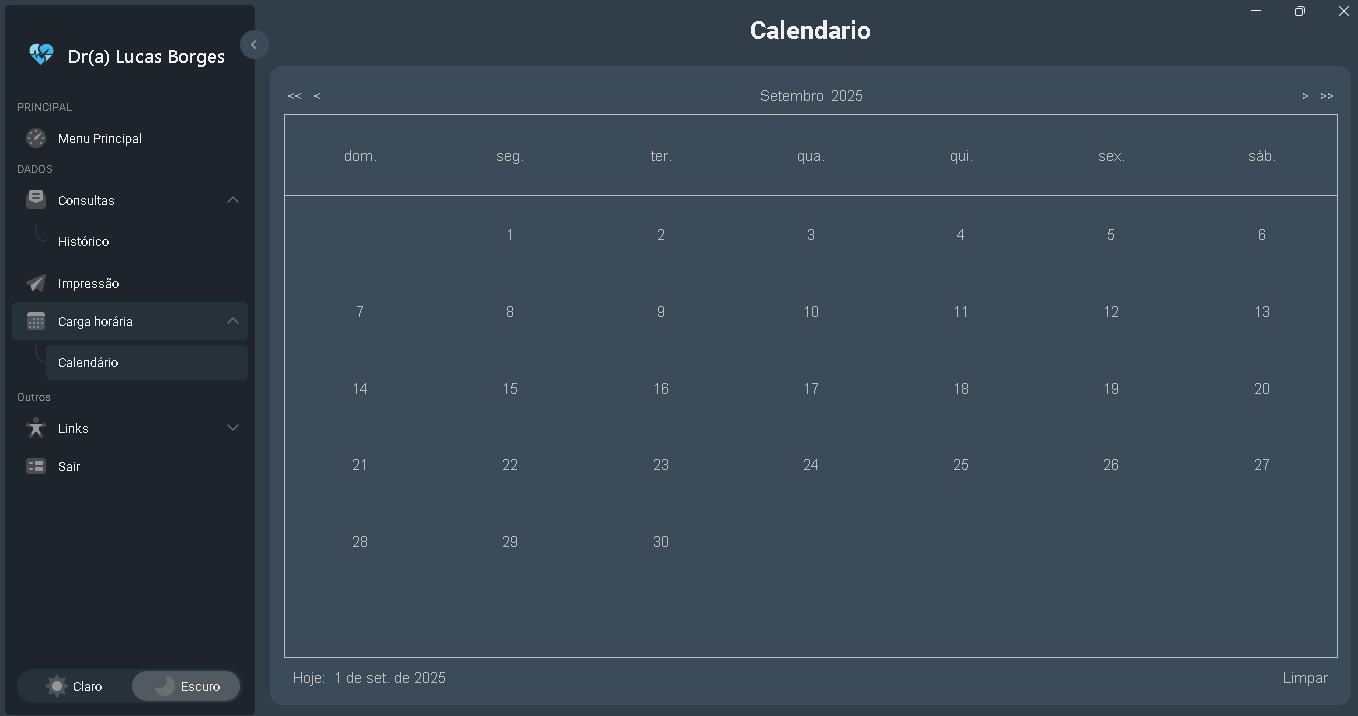 Dr(a) Lucas Borges
PRINCIPAL
Menu Principal
DADOS
Consultas
Histórico
Impressão
Carga horária
Calendário
Outros
Links
Sair
Claro
Escuro
Calendario
<< < Setembro 2025 > >>
dom. seg. ter. qua. qui. sex. sáb.
1 2 3 4 5 6
7 8 9 10 11 12 13
14 15 16 17 18 19 20
21 22 23 24 25 26 27
28 29 30
Hoje: 1 de set. de 2025 Limpar